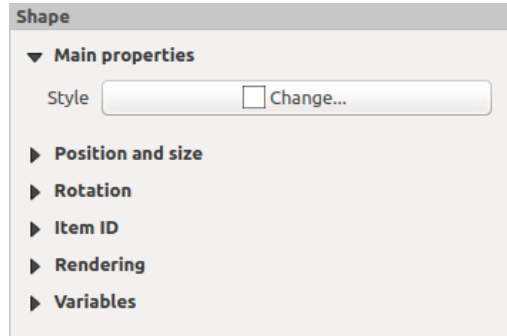 Shape
Main properties
Style Change...
Position and size
Rotation
Item ID
Rendering
Variables